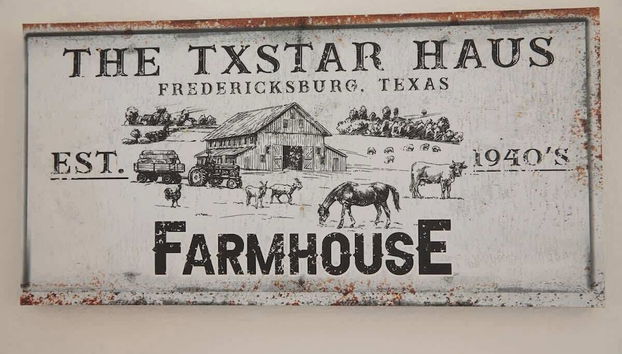 THE TXSTAR HAUS
FREDERICKSBURG, TEXAS
EST. 1940'S
FARMHOUSE